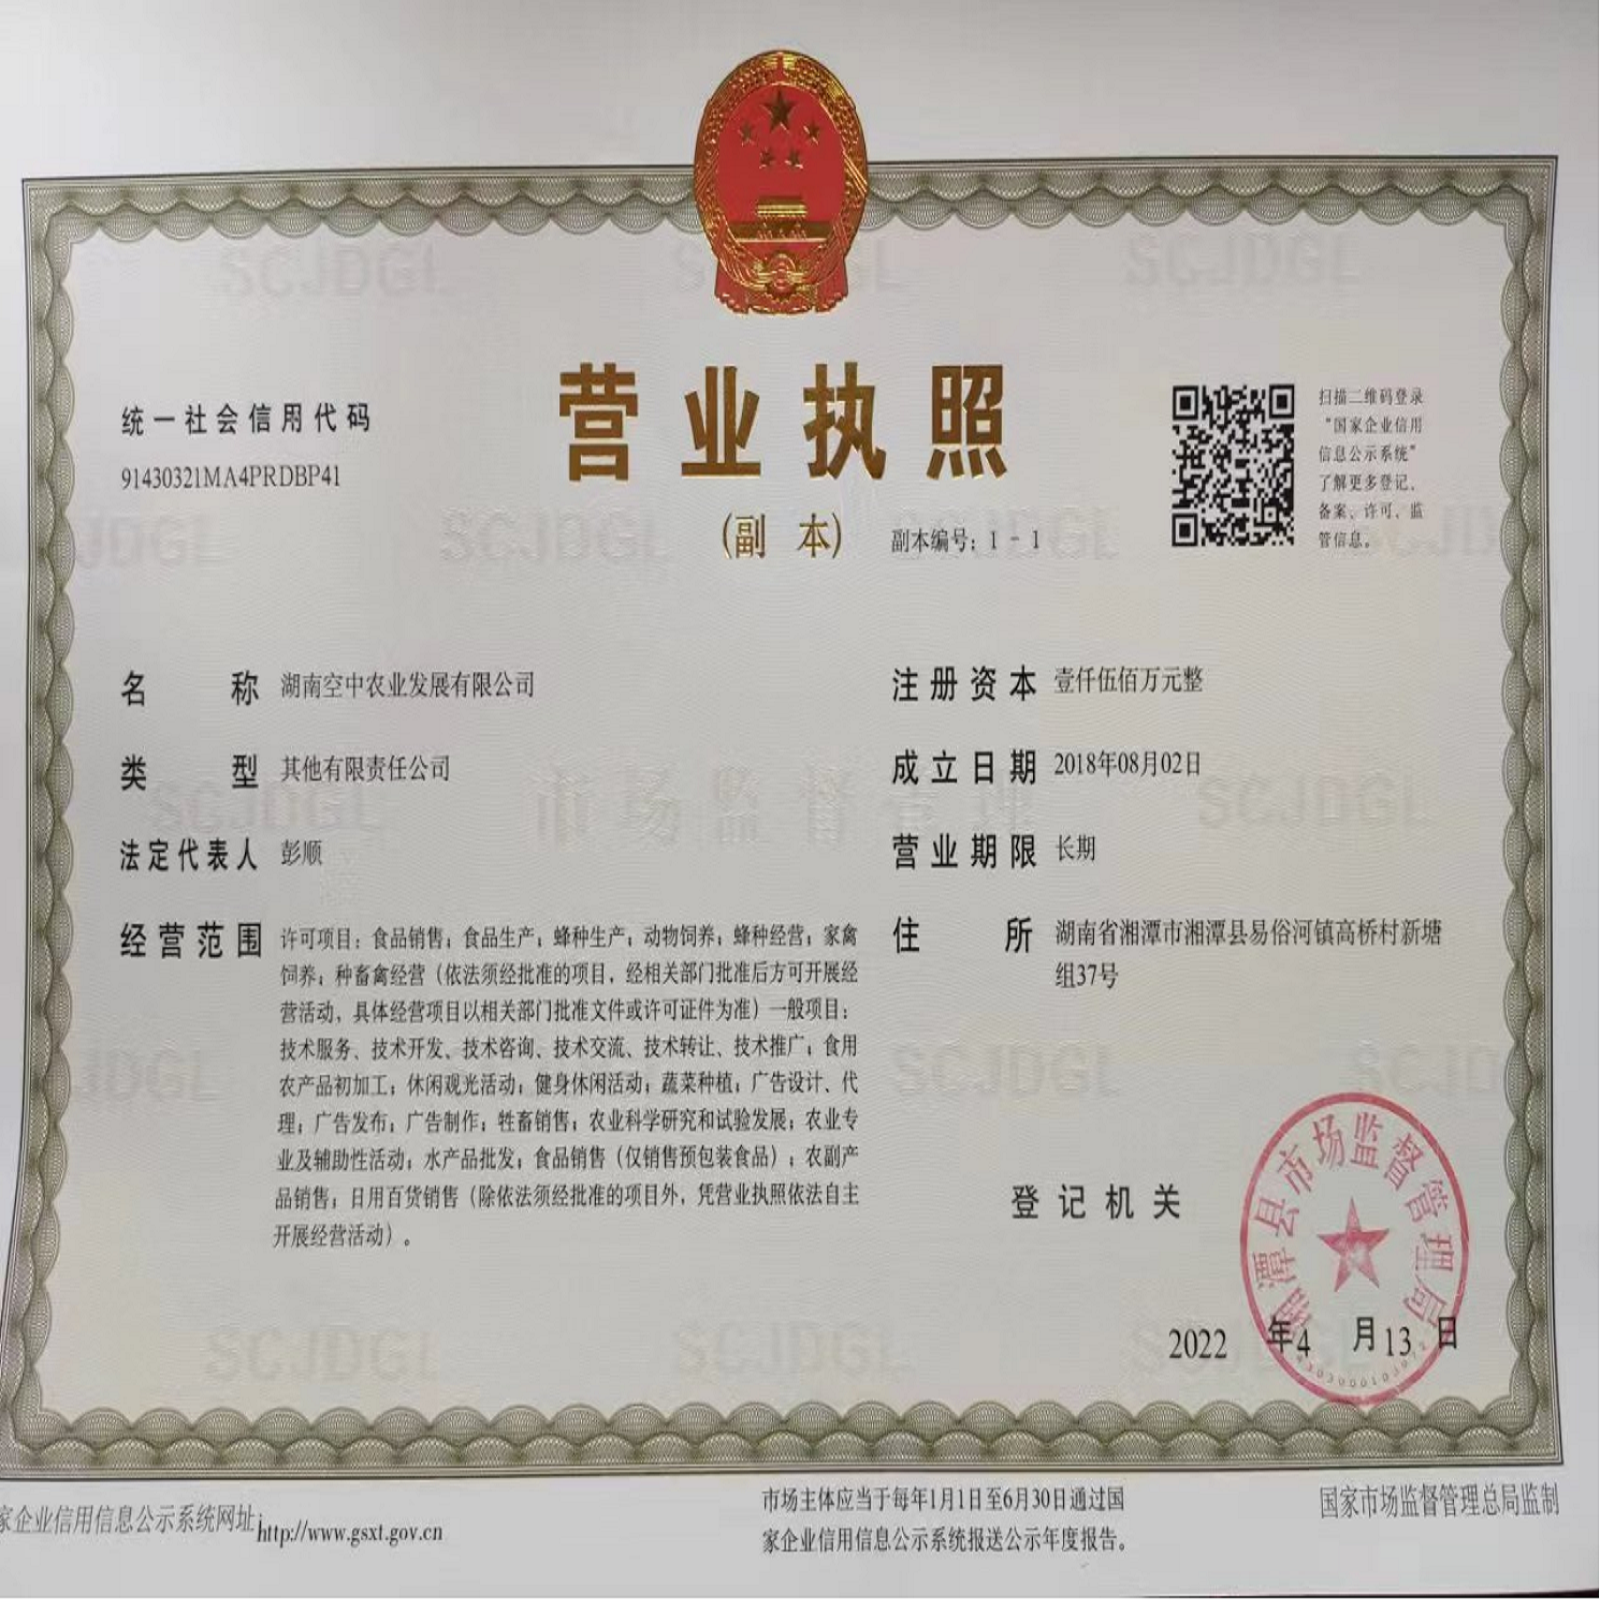 营业执照
(副 本)
副本编号：1 - 1
统一社会信用代码
91430321MA4PRDBP41
扫描二维码登录
“国家企业信用
信息公示系统”
了解更多登记、
备案、许可、监
管信息。
名 称 湖南空中农业发展有限公司
类 型 其他有限责任公司
法定代表人 彭顺
经营范围 许可项目：食品销售；食品生产；蜂种生产；动物饲养；蜂种经营；家禽
饲养；种畜禽经营（依法须经批准的项目，经相关部门批准后方可开展经
营活动，具体经营项目以相关部门批准文件或许可证件为准）一般项目：
技术服务、技术开发、技术咨询、技术交流、技术转让、技术推广；食用
农产品初加工；休闲观光活动；健身休闲活动；蔬菜种植；广告设计、代
理；广告发布；广告制作；牲畜销售；农业科学研究和试验发展；农业专
业及辅助性活动；水产品批发；食品销售（仅销售预包装食品）；农副产
品销售；日用百货销售（除依法须经批准的项目外，凭营业执照依法自主
开展经营活动）。
注册资本 壹仟伍佰万元整
成立日期 2018年08月02日
营业期限 长期
住 所 湖南省湘潭市湘潭县易俗河镇高桥村新塘
组37号
登记机关
湘潭县市场监督管理局
2022 年4 月13 日
家企业信用信息公示系统网址：http://www.gsxt.gov.cn
市场主体应当于每年1月1日至6月30日通过国
家企业信用信息公示系统报送公示年度报告。
国家市场监督管理总局监制
SCJDGL
市场监督管理